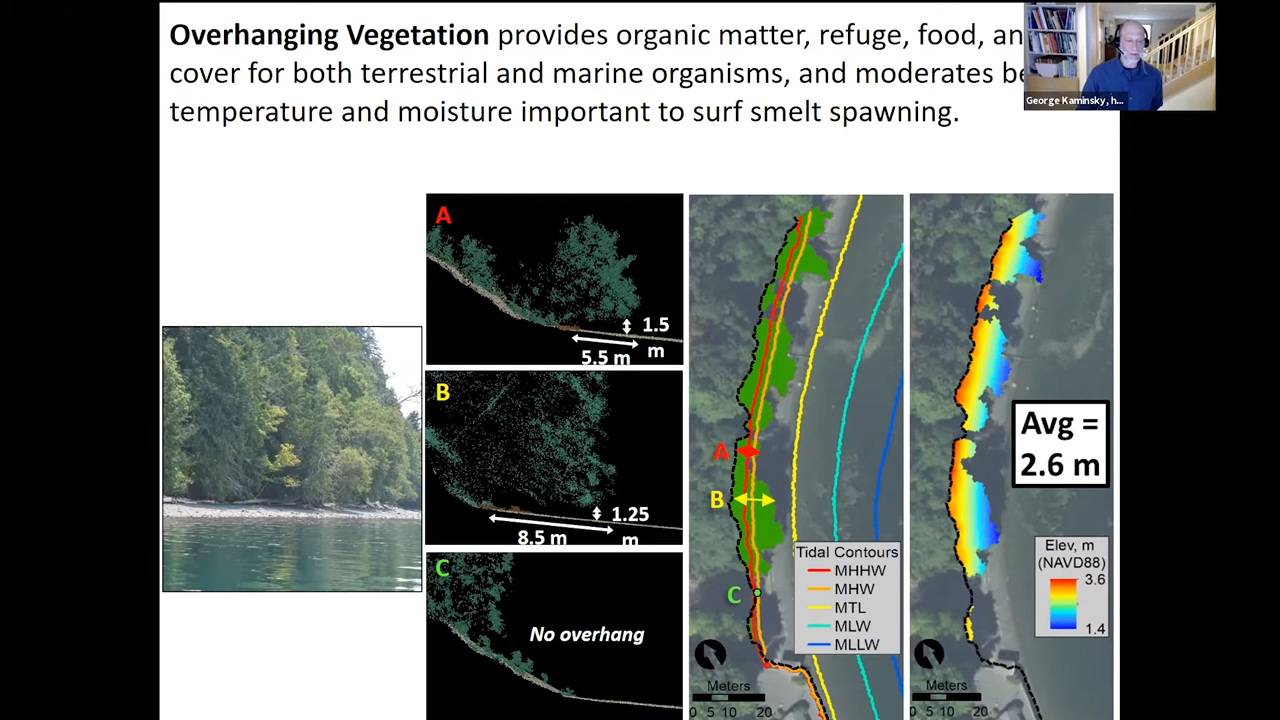 Overhanging Vegetation provides organic matter, refuge, food, an
cover for both terrestrial and marine organisms, and moderates be
temperature and moisture important to surf smelt spawning.
George Kaminsky, h...
A
1.5
m
5.5 m
B
1.25
m
8.5 m
C
No overhang
A
B
C
Tidal Contours
MHHW
MHW
MTL
MLW
MLLW
Meters
0 5 10 20
Avg =
2.6 m
Elev, m
(NAVD88)
3.6
1.4
Meters
0 5 10 20